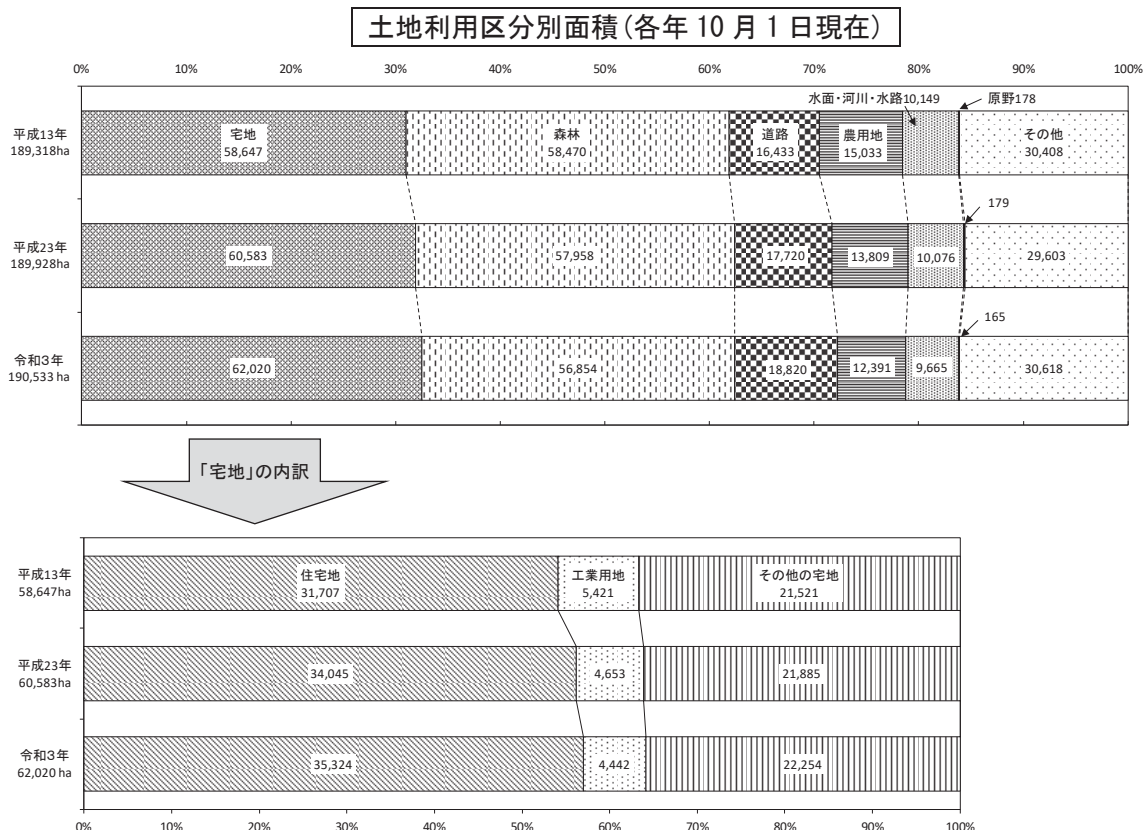 土地利用区分別面積(各年 10 月 1 日現在)
0% 10% 20% 30% 40% 50% 60% 70% 80% 90% 100%
水面・河川・水路10,149
原野178
平成13年
189,318ha
宅地
58,647
森林
58,470
道路
16,433
農用地
15,033
その他
30,408
179
平成23年
189,928ha
60,583 57,958 17,720 13,809 10,076 29,603
165
令和3年
190,533 ha
62,020 56,854 18,820 12,391 9,665 30,618
「宅地」の内訳
平成13年
58,647ha
住宅地
31,707
工業用地
5,421
その他の宅地
21,521
平成23年
60,583ha
34,045 4,653 21,885
令和3年
62,020 ha
35,324 4,442 22,254
0% 10% 20% 30% 40% 50% 60% 70% 80% 90% 100%